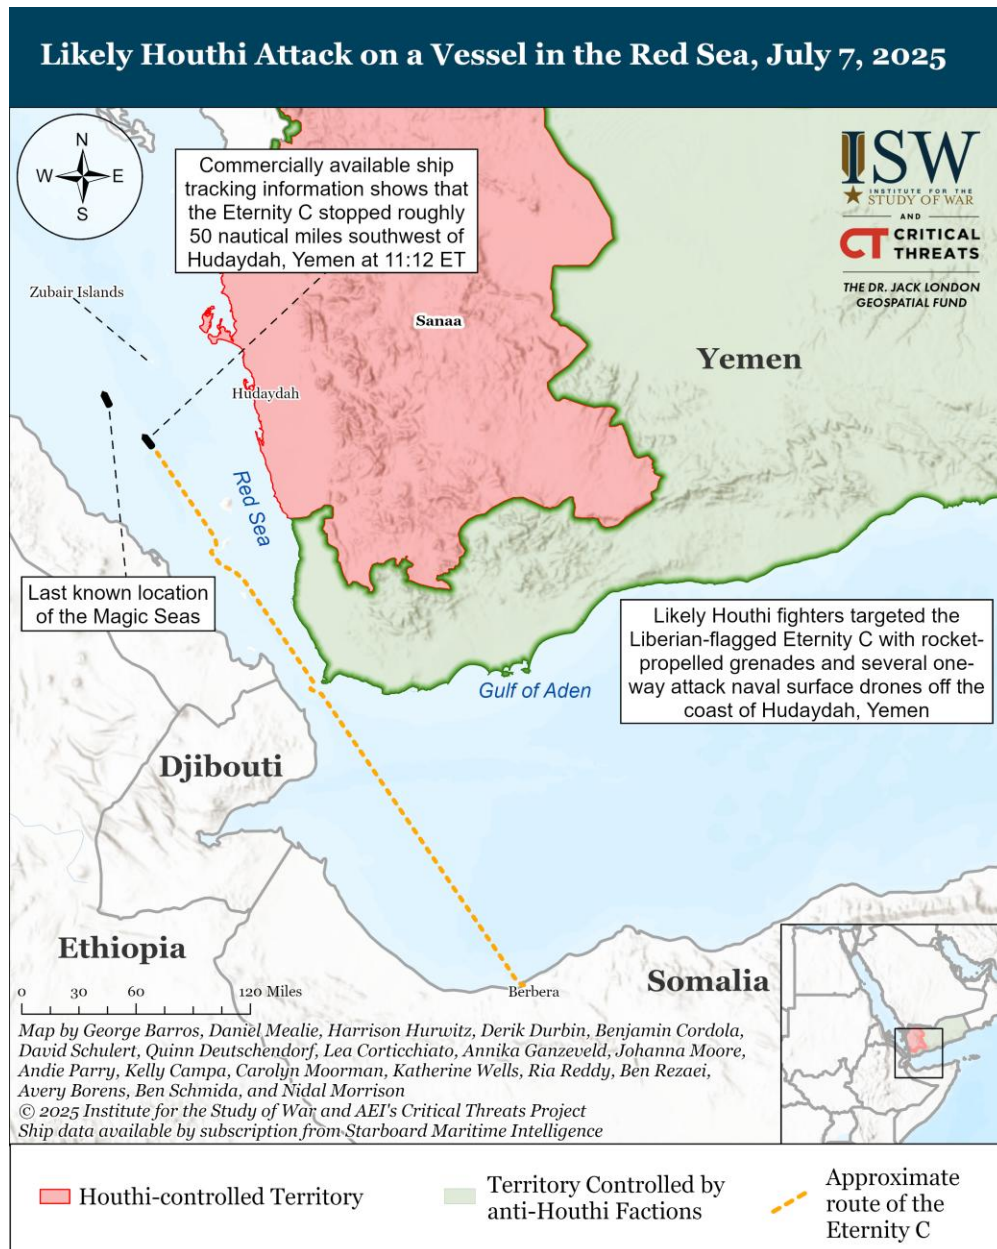 Likely Houthi Attack on a Vessel in the Red Sea, July 7, 2025
N
W
E
S
Commercially available ship
tracking information shows that
the Eternity C stopped roughly
50 nautical miles southwest of
Hudaydah, Yemen at 11:12 ET
ISW
INSTITUTE FOR THE
STUDY OF WAR
AND
CT CRITICAL
THREATS
THE DR. JACK LONDON
GEOSPATIAL FUND
Zubair Islands
Sanaa
Yemen
Hudaydah
Red Sea
Last known location
of the Magic Seas
Likely Houthi fighters targeted the
Liberian-flagged Eternity C with rocket-
propelled grenades and several one-
way attack naval surface drones off the
coast of Hudaydah, Yemen
Gulf of Aden
Djibouti
Ethiopia
Somalia
Berbera
0 30 60 120 Miles
Map by George Barros, Daniel Mealie, Harrison Hurwitz, Derik Durbin, Benjamin Cordola,
David Schulert, Quinn Deutschendorf, Lea Corticchiato, Annika Ganzeveld, Johanna Moore,
Andie Parry, Kelly Campa, Carolyn Moorman, Katherine Wells, Ria Reddy, Ben Rezaei,
Avery Borens, Ben Schmida, and Nidal Morrison
© 2025 Institute for the Study of War and AEI's Critical Threats Project
Ship data available by subscription from Starboard Maritime Intelligence
Houthi-controlled Territory
Territory Controlled by
anti-Houthi Factions
Approximate
route of the
Eternity C